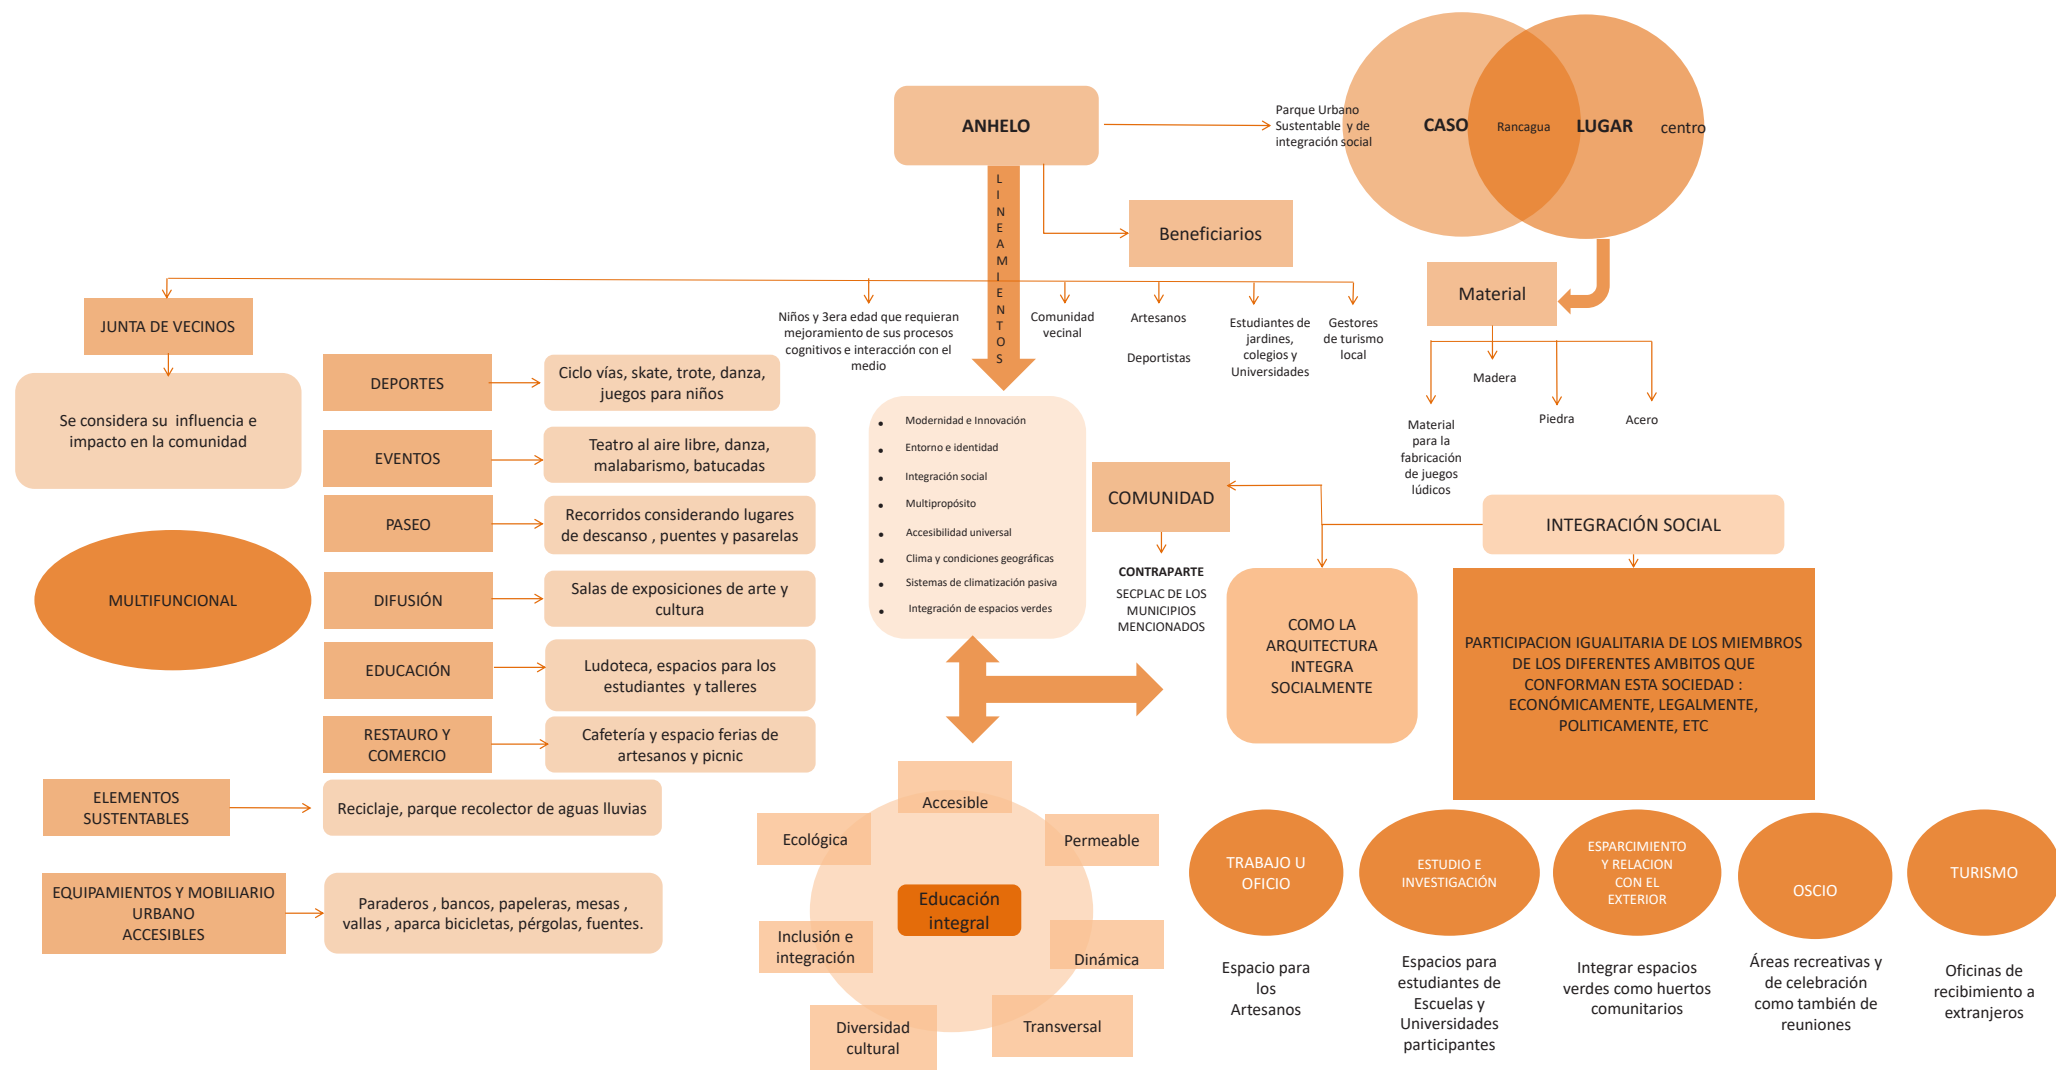 ANHELO
Parque Urbano
Sustentable y de
integración social
CASO
Rancagua
LUGAR
centro
LINEAMIENTOS
Beneficiarios
Material
JUNTA DE VECINOS
Niños y 3era edad que requieran
mejoramiento de sus procesos
cognitivos e interacción con el
medio
Comunidad
vecinal
Artesanos
Deportistas
Estudiantes de
jardines,
colegios y
Universidades
Gestores
de turismo
local
Madera
Material
para la
fabricación
de juegos
lúdicos
Piedra
Acero
Se considera su influencia e
impacto en la comunidad
DEPORTES
Ciclo vías, skate, trote, danza,
juegos para niños
EVENTOS
Teatro al aire libre, danza,
malabarismo, batucadas
PASEO
Recorridos considerando lugares
de descanso , puentes y pasarelas
MULTIFUNCIONAL
DIFUSIÓN
Salas de exposiciones de arte y
cultura
EDUCACIÓN
Ludoteca, espacios para los
estudiantes y talleres
RESTAURO Y
COMERCIO
Cafetería y espacio ferias de
artesanos y picnic
ELEMENTOS
SUSTENTABLES
Reciclaje, parque recolector de aguas lluvias
EQUIPAMIENTOS Y MOBILIARIO
URBANO
ACCESIBLES
Paraderos , bancos, papeleras, mesas ,
vallas , aparca bicicletas, pérgolas, fuentes.
• Modernidad e Innovación
• Entorno e identidad
• Integración social
• Multipropósito
• Accesibilidad universal
• Clima y condiciones geográficas
• Sistemas de climatización pasiva
• Integración de espacios verdes
COMUNIDAD
CONTRAPARTE
SECPLAC DE LOS
MUNICIPIOS
MENCIONADOS
INTEGRACIÓN SOCIAL
COMO LA
ARQUITECTURA
INTEGRA
SOCIALMENTE
PARTICIPACION IGUALITARIA DE LOS MIEMBROS
DE LOS DIFERENTES AMBITOS QUE
CONFORMAN ESTA SOCIEDAD :
ECONÓMICAMENTE, LEGALMENTE,
POLITICAMENTE, ETC
Accesible
Ecológica
Permeable
Educación
integral
Inclusión e
integración
Dinámica
Diversidad
cultural
Transversal
TRABAJO U
OFICIO
ESTUDIO E
INVESTIGACIÓN
ESPARCIMIENTO
Y RELACION
CON EL
EXTERIOR
OSCIO
TURISMO
Espacio para
los
Artesanos
Espacios para
estudiantes de
Escuelas y
Universidades
participantes
Integrar espacios
verdes como huertos
comunitarios
Áreas recreativas y
de celebración
como también de
reuniones
Oficinas de
recibimiento a
extranjeros